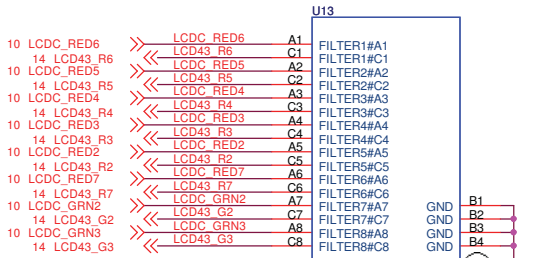 U13
10 LCDC_RED6 LCDC_RED6 A1 FILTER1#A1
14 LCD43_R6 LCD43_R6 C1 FILTER1#C1
10 LCDC_RED5 LCDC_RED5 A2 FILTER2#A2
14 LCD43_R5 LCD43_R5 C2 FILTER2#C2
10 LCDC_RED4 LCDC_RED4 A3 FILTER3#A3
14 LCD43_R4 LCD43_R4 C3 FILTER3#C3
10 LCDC_RED3 LCDC_RED3 A4 FILTER4#A4
14 LCD43_R3 LCD43_R3 C4 FILTER4#C4
10 LCDC_RED2 LCDC_RED2 A5 FILTER5#A5
14 LCD43_R2 LCD43_R2 C5 FILTER5#C5
10 LCDC_RED7 LCDC_RED7 A6 FILTER6#A6
14 LCD43_R7 LCD43_R7 C6 FILTER6#C6
10 LCDC_GRN2 LCDC_GRN2 A7 FILTER7#A7 GND B1
14 LCD43_G2 LCD43_G2 C7 FILTER7#C7 GND B2
10 LCDC_GRN3 LCDC_GRN3 A8 FILTER8#A8 GND B3
14 LCD43_G3 LCD43_G3 C8 FILTER8#C8 GND B4